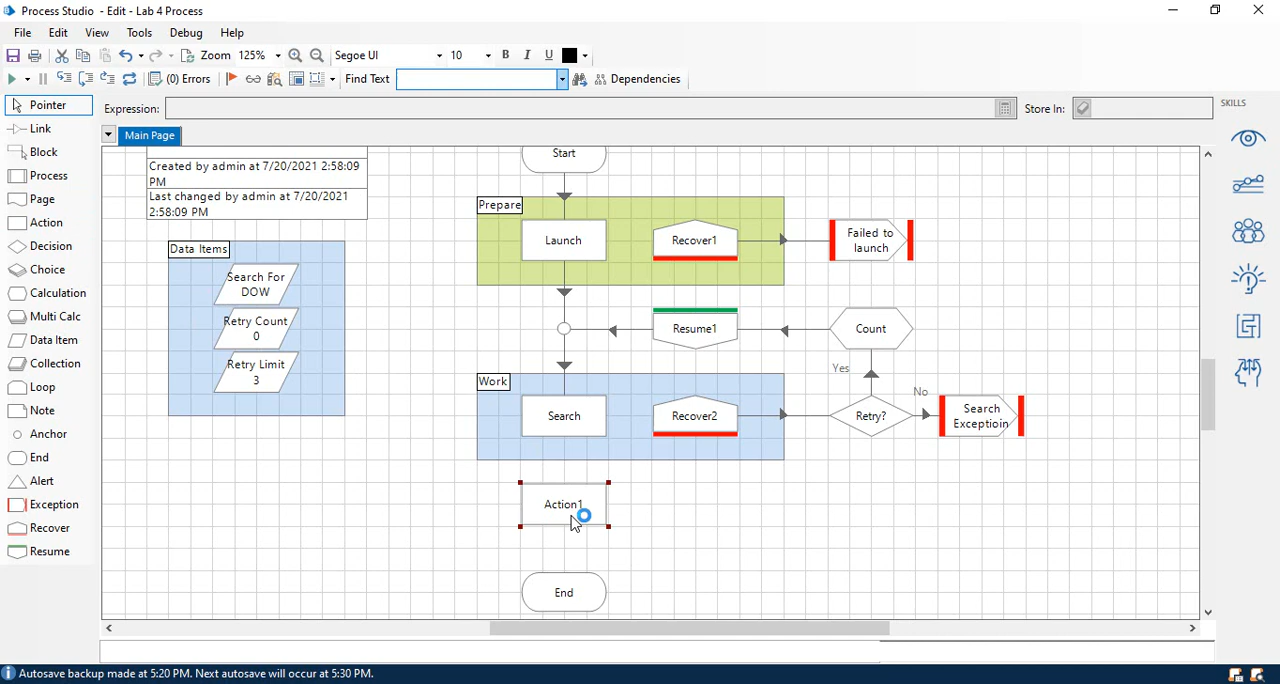 Process Studio - Edit - Lab 4 Process
File Edit View Tools Debug Help
Zoom 125% Segoe UI 10 B I U
(0) Errors Find Text Dependencies
Pointer
Link
Block
Process
Page
Action
Decision
Choice
Calculation
Multi Calc
Data Item
Collection
Loop
Note
Anchor
End
Alert
Exception
Recover
Resume
Expression: Store In:
SKILLS
Main Page
Created by admin at 7/20/2021 2:58:09
PM
Last changed by admin at 7/20/2021
2:58:09 PM
Data Items
Search For
DOW
Retry Count
0
Retry Limit
3
Start
Prepare
Launch
Recover1
Failed to
launch
Resume1
Count
Yes
No
Work
Search
Recover2
Retry?
Search
Exceptioin
Action1
End
Autosave backup made at 5:20 PM. Next autosave will occur at 5:30 PM.